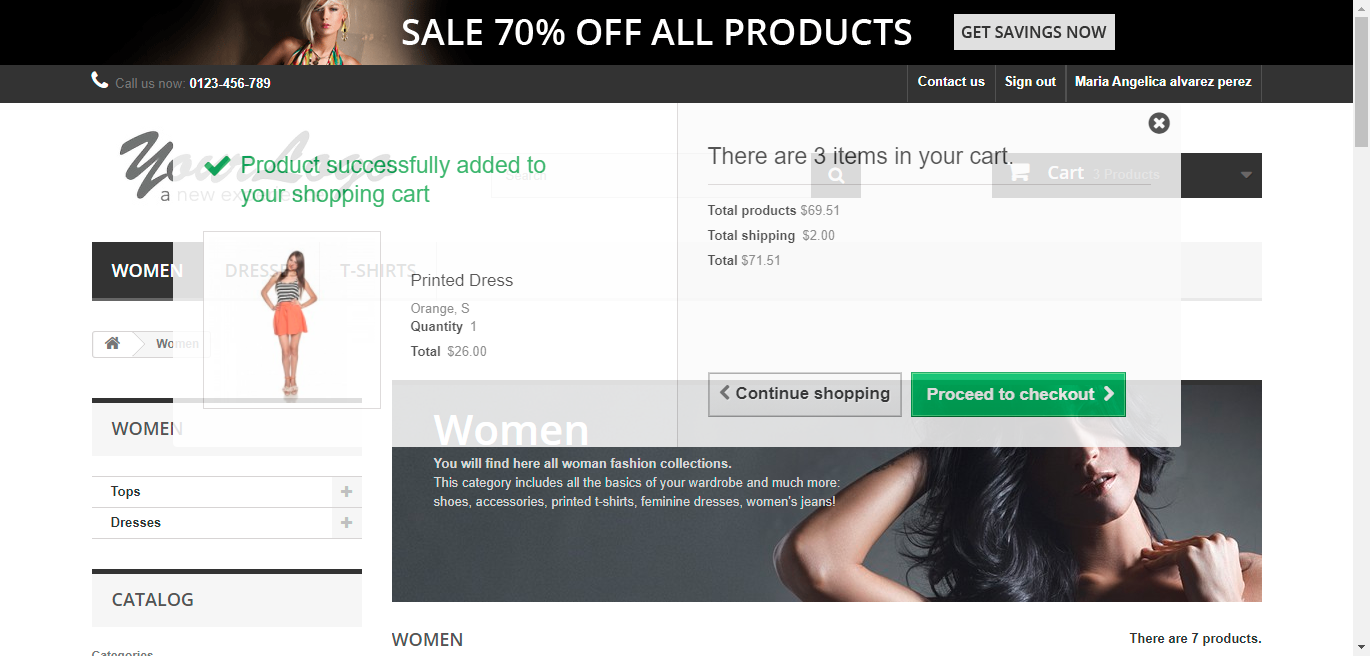 SALE 70% OFF ALL PRODUCTS
GET SAVINGS NOW
Call us now: 0123-456-789
Contact us
Sign out
Maria Angelica alvarez perez
Your Logo
a new experience
Product successfully added to
your shopping cart
Search
There are 3 items in your cart.
Cart 3 Products
Total products $69.51
Total shipping $2.00
Total $71.51
WOMEN
DRESSES
T-SHIRTS
Printed Dress
Orange, S
Quantity 1
Total $26.00
Women
Continue shopping
Proceed to checkout
WOMEN
Tops
Dresses
CATALOG
Categories
Women
You will find here all woman fashion collections.
This category includes all the basics of your wardrobe and much more:
shoes, accessories, printed t-shirts, feminine dresses, women's jeans!
WOMEN
There are 7 products.